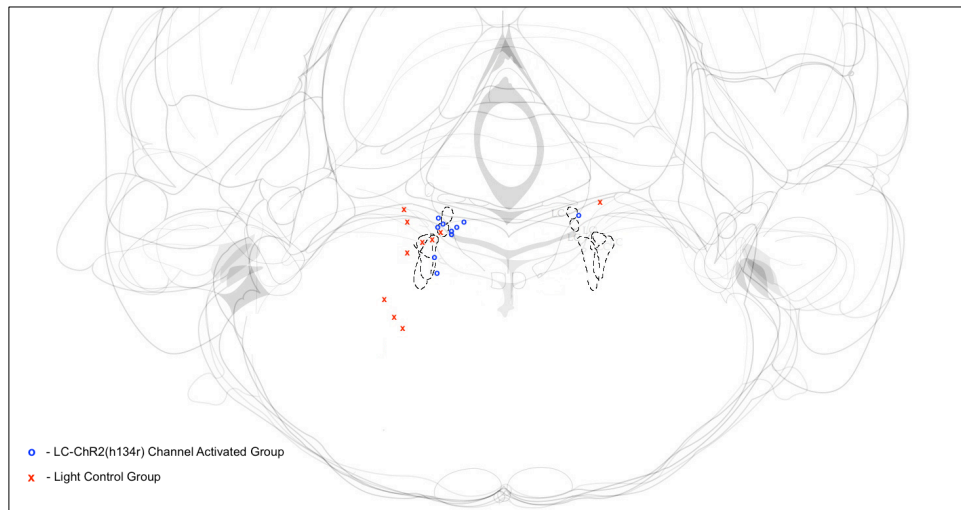 o - LC-ChR2(h134r) Channel Activated Group
x - Light Control Group